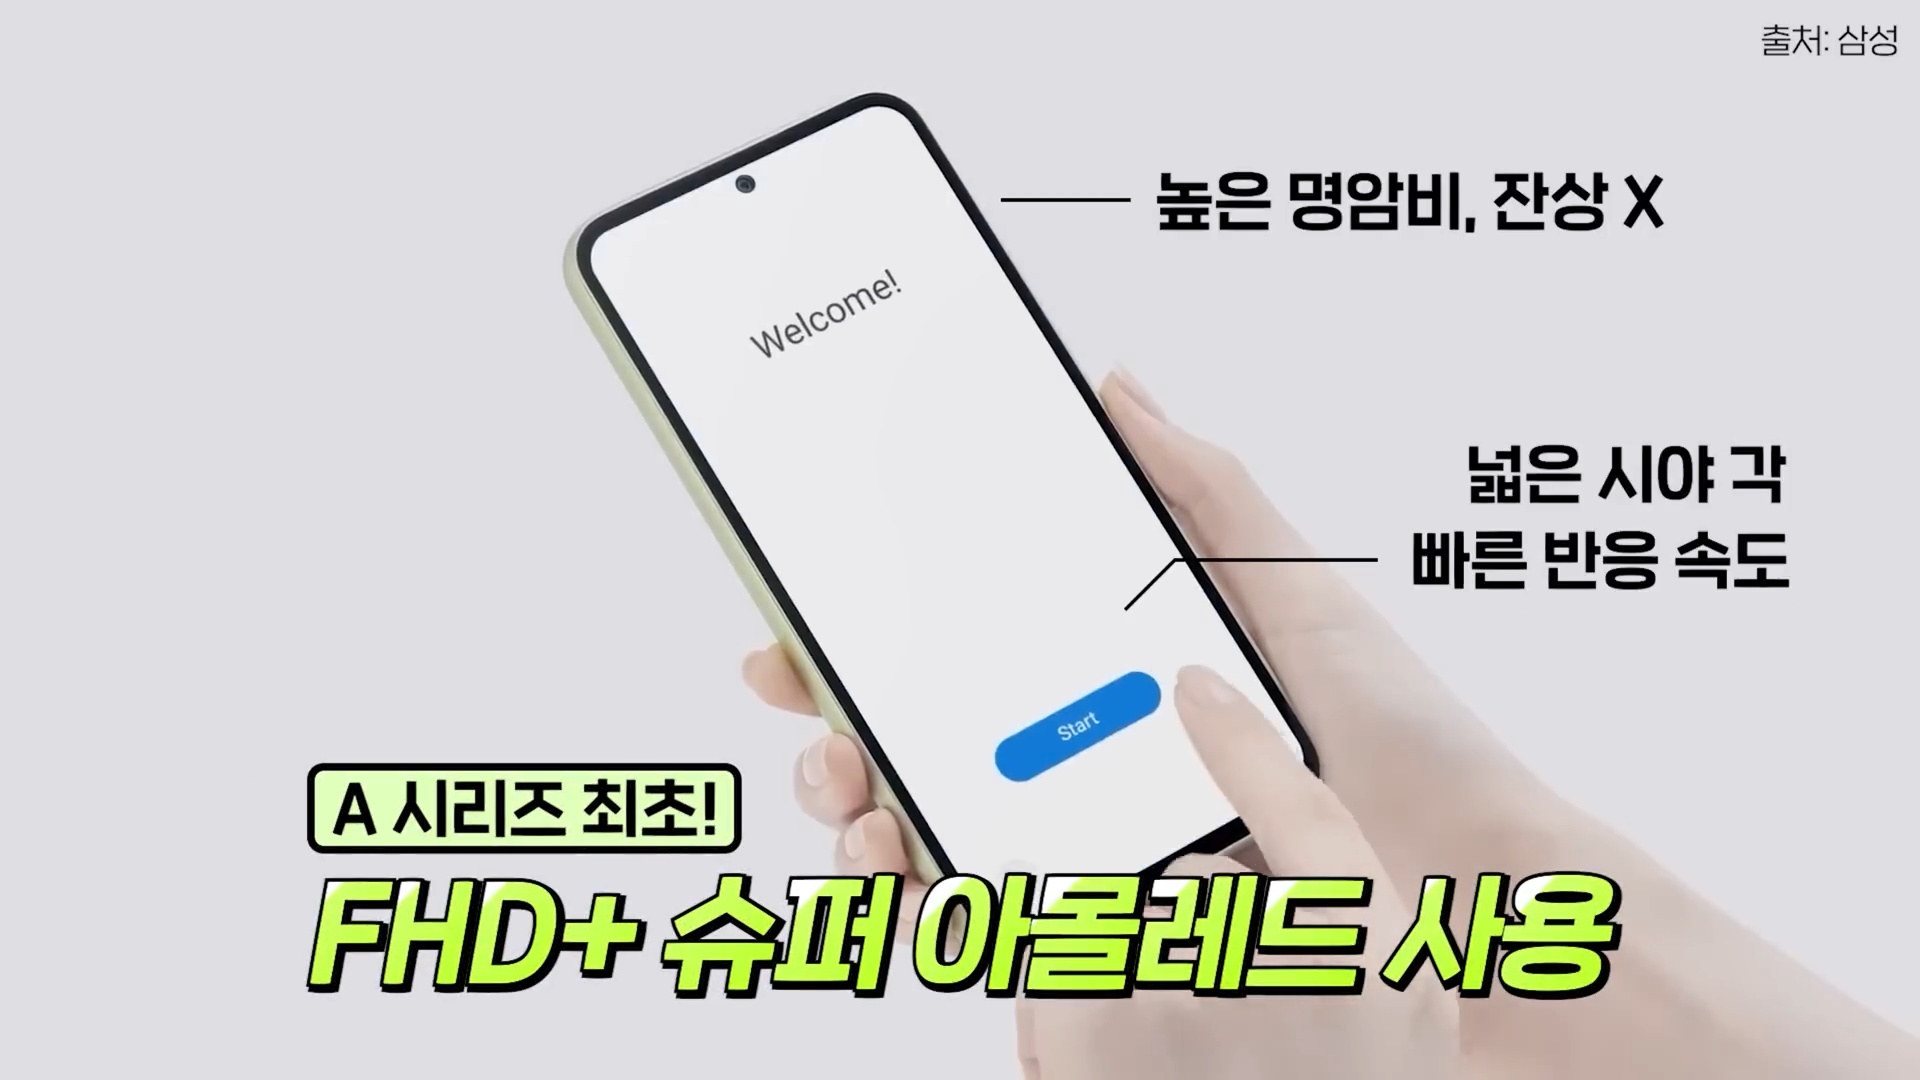 출처: 삼성
높은 명암비, 잔상 X
Welcome!
넓은 시야 각
빠른 반응 속도
Start
A 시리즈 최초!
FHD+ 슈퍼 아몰레드 사용